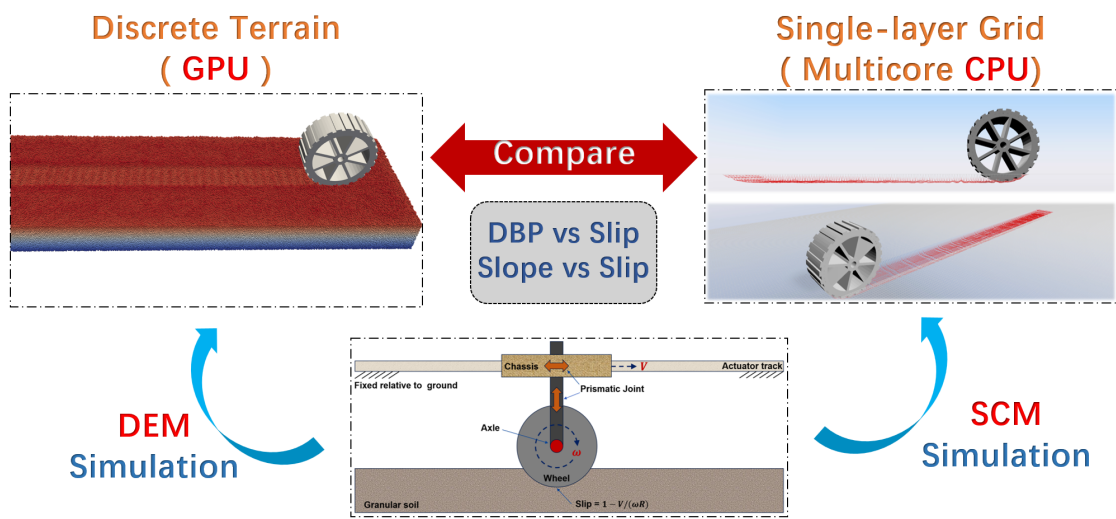 Discrete Terrain
( GPU )
Single-layer Grid
( Multicore CPU)
Compare
DBP vs Slip
Slope vs Slip
Chassis
V
Actuator track
Fixed relative to ground
Prismatic Joint
Axle
ω
Wheel
Granular soil
Slip = 1 − V/(ωR)
DEM
Simulation
SCM
Simulation